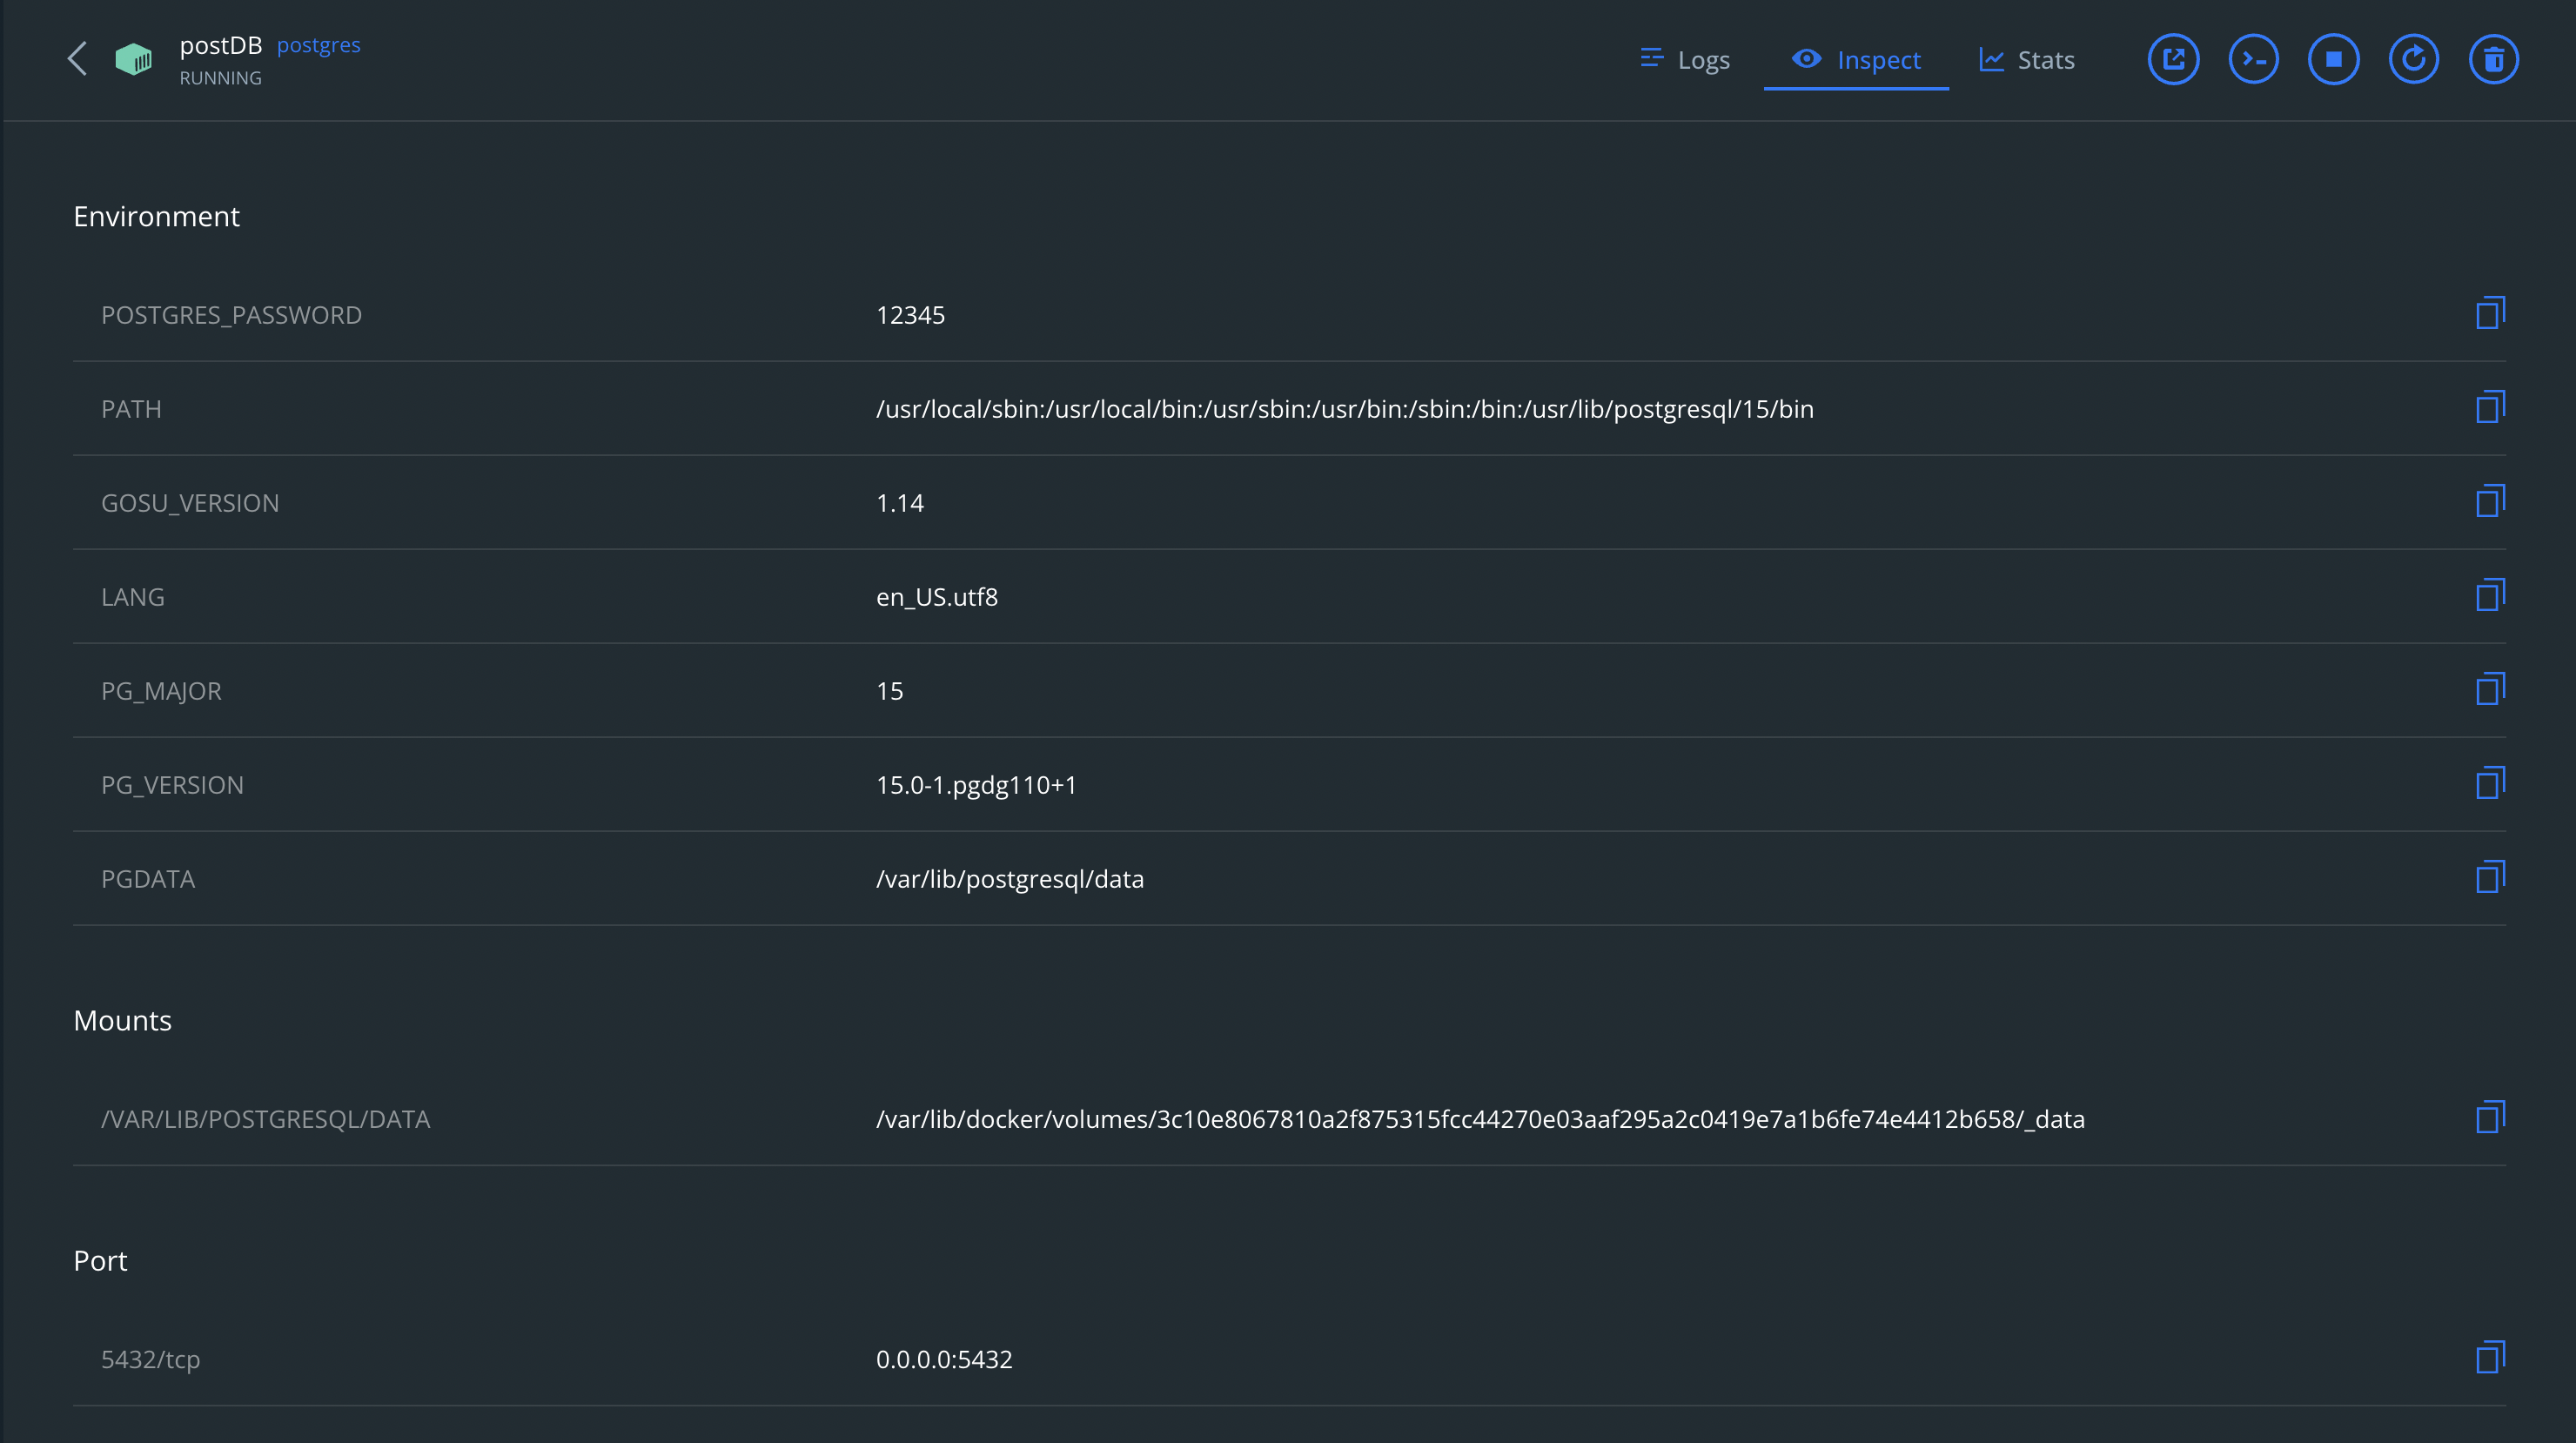 postDB postgres
RUNNING
Logs Inspect Stats
Environment
POSTGRES_PASSWORD 12345
PATH /usr/local/sbin:/usr/local/bin:/usr/sbin:/usr/bin:/sbin:/bin:/usr/lib/postgresql/15/bin
GOSU_VERSION 1.14
LANG en_US.utf8
PG_MAJOR 15
PG_VERSION 15.0-1.pgdg110+1
PGDATA /var/lib/postgresql/data
Mounts
/VAR/LIB/POSTGRESQL/DATA /var/lib/docker/volumes/3c10e8067810a2f875315fcc44270e03aaf295a2c0419e7a1b6fe74e4412b658/_data
Port
5432/tcp 0.0.0.0:5432